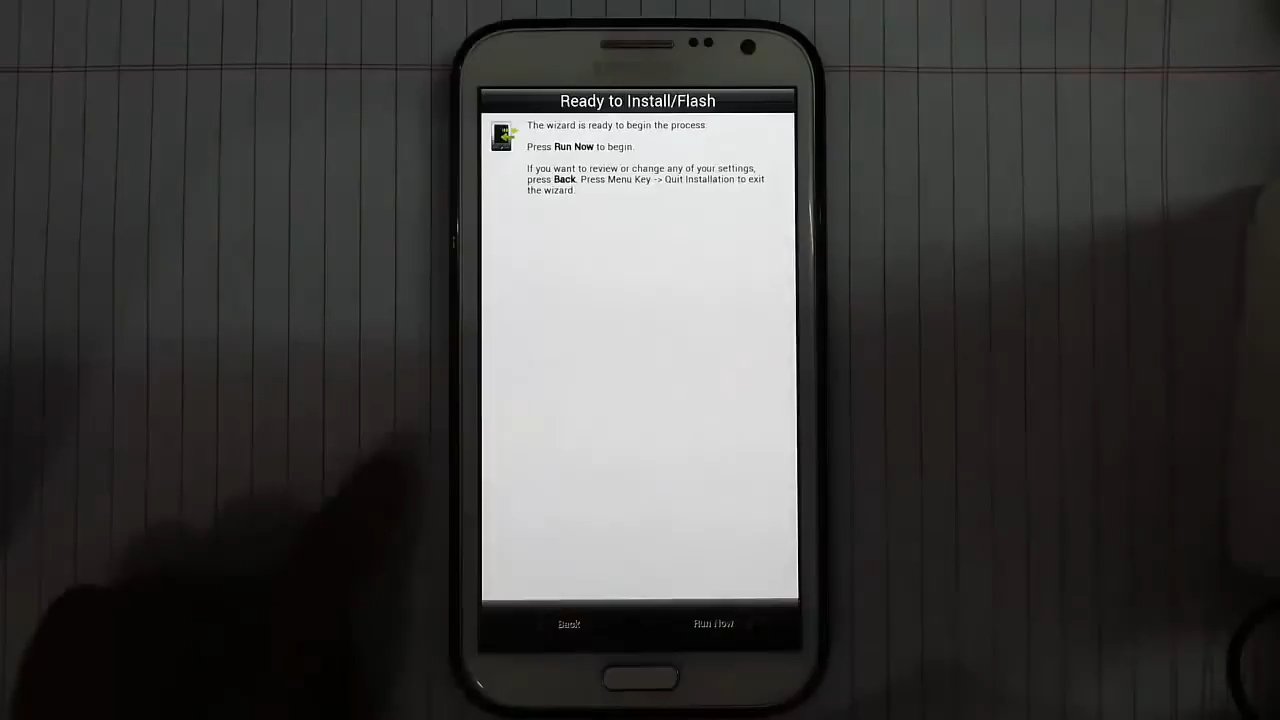 Ready to Install/Flash
The wizard is ready to begin the process.
Press Run Now to begin.
If you want to review or change any of your settings,
press Back. Press Menu Key -> Quit Installation to exit
the wizard.
Back
Run Now